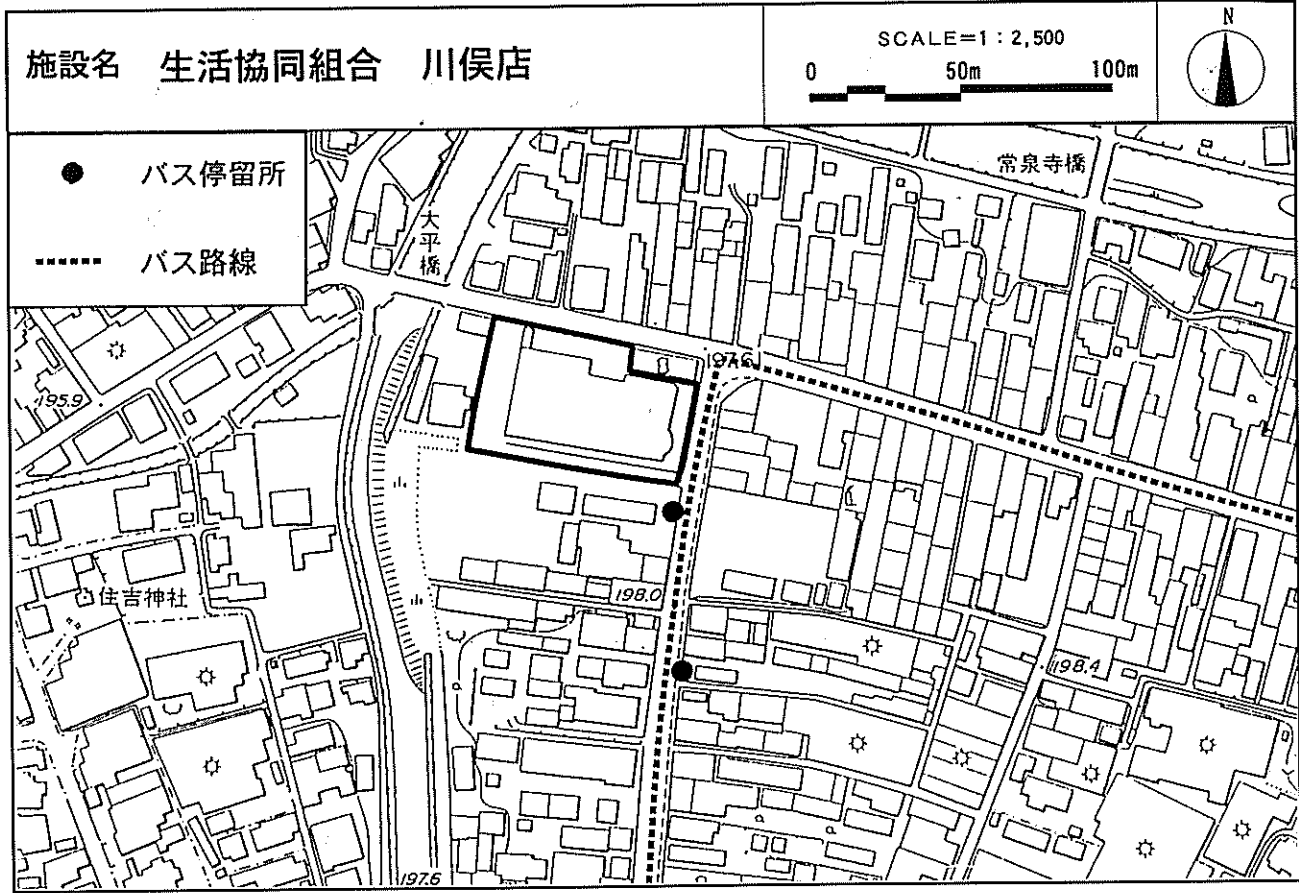 施設名 生活協同組合 川俣店
SCALE=1:2,500
0 50m 100m
N
バス停留所
バス路線
常泉寺橋
大平橋
197.6
195.9
198.0
住吉神社
198.4
197.6